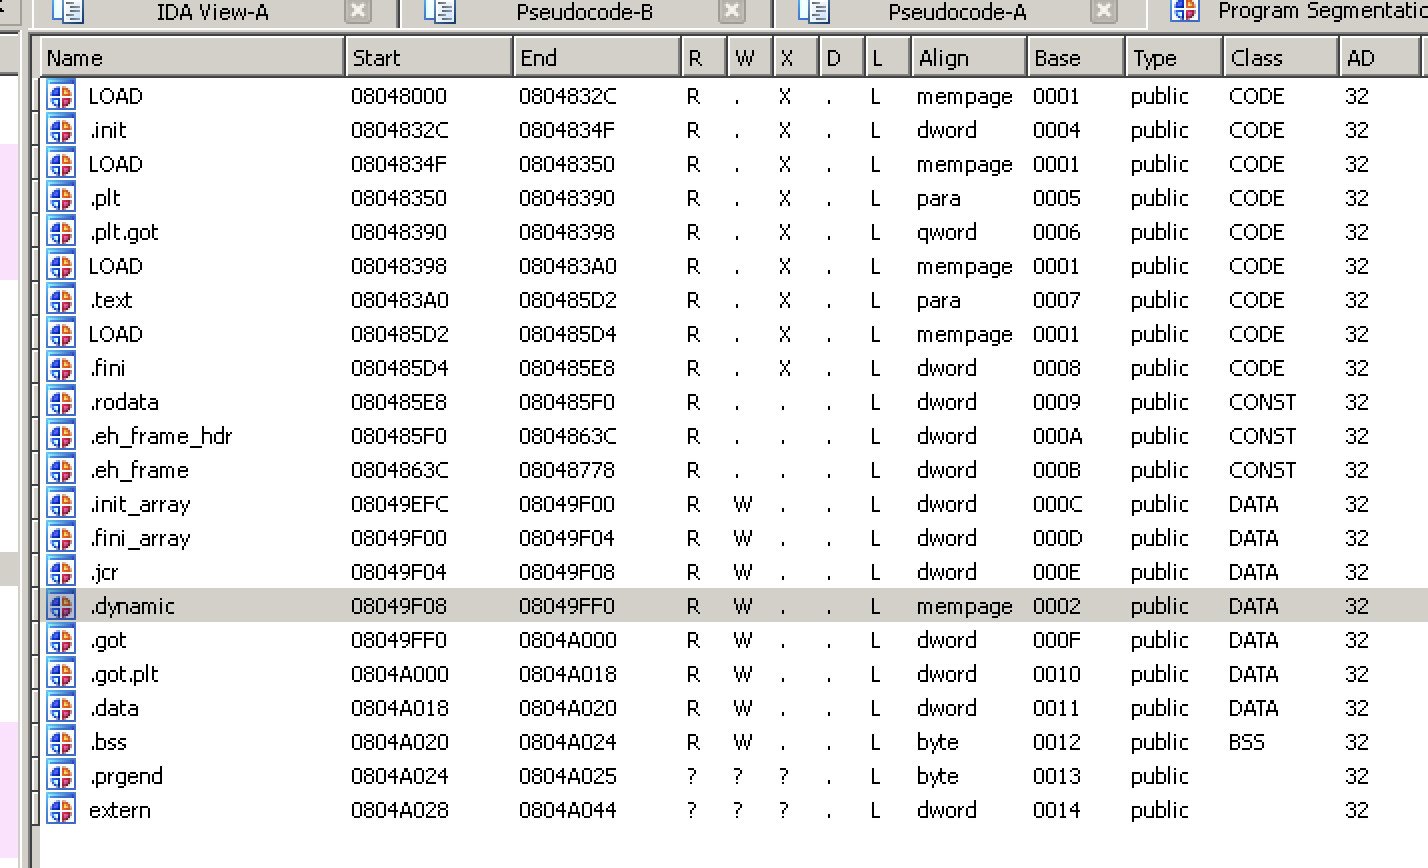 IDA View-A Pseudocode-B Pseudocode-A Program Segmentatio
Name Start End R W X D L Align Base Type Class AD
LOAD 08048000 0804832C R . X . L mempage 0001 public CODE 32
.init 0804832C 0804834F R . X . L dword 0004 public CODE 32
LOAD 0804834F 08048350 R . X . L mempage 0001 public CODE 32
.plt 08048350 08048390 R . X . L para 0005 public CODE 32
.plt.got 08048390 08048398 R . X . L qword 0006 public CODE 32
LOAD 08048398 080483A0 R . X . L mempage 0001 public CODE 32
.text 080483A0 080485D2 R . X . L para 0007 public CODE 32
LOAD 080485D2 080485D4 R . X . L mempage 0001 public CODE 32
.fini 080485D4 080485E8 R . X . L dword 0008 public CODE 32
.rodata 080485E8 080485F0 R . . . L dword 0009 public CONST 32
.eh_frame_hdr 080485F0 0804863C R . . . L dword 000A public CONST 32
.eh_frame 0804863C 08048778 R . . . L dword 000B public CONST 32
.init_array 08049EFC 08049F00 R W . . L dword 000C public DATA 32
.fini_array 08049F00 08049F04 R W . . L dword 000D public DATA 32
.jcr 08049F04 08049F08 R W . . L dword 000E public DATA 32
.dynamic 08049F08 08049FF0 R W . . L mempage 0002 public DATA 32
.got 08049FF0 0804A000 R W . . L dword 000F public DATA 32
.got.plt 0804A000 0804A018 R W . . L dword 0010 public DATA 32
.data 0804A018 0804A020 R W . . L dword 0011 public DATA 32
.bss 0804A020 0804A024 R W . . L byte 0012 public BSS 32
.prgend 0804A024 0804A025 ? ? ? . L byte 0013 public 32
extern 0804A028 0804A044 ? ? ? . L dword 0014 public 32